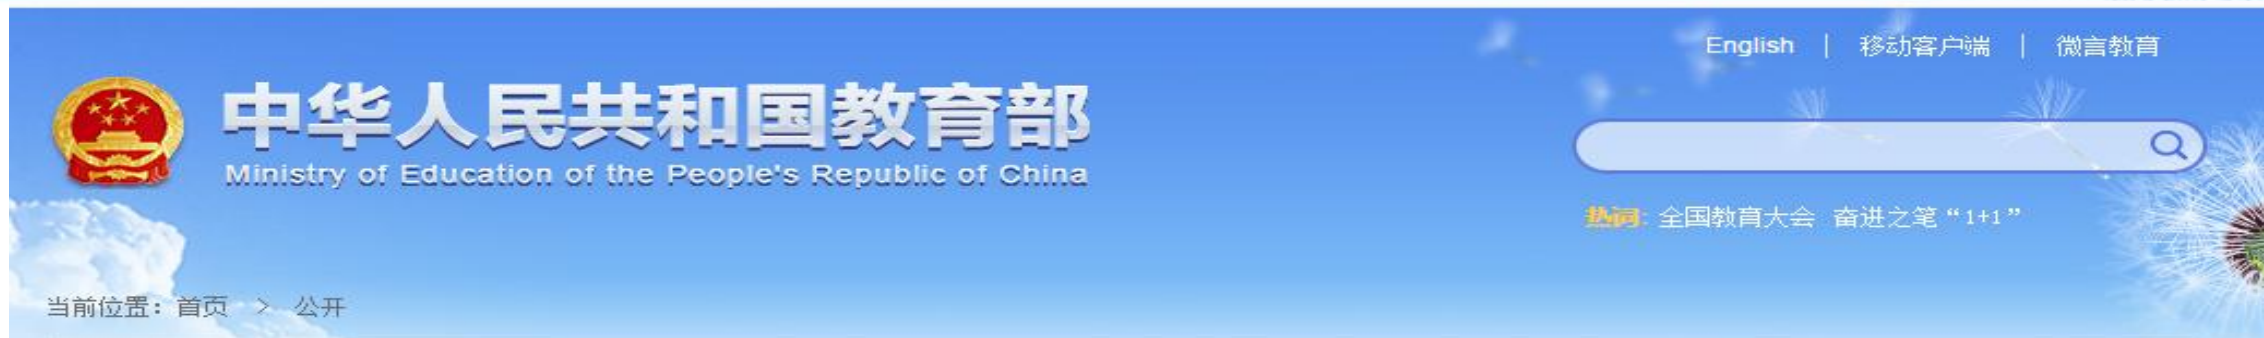 English | 移动客户端 | 微言教育
中华人民共和国教育部
Ministry of Education of the People's Republic of China
热词: 全国教育大会 奋进之笔“1+1”
当前位置：首页 > 公开